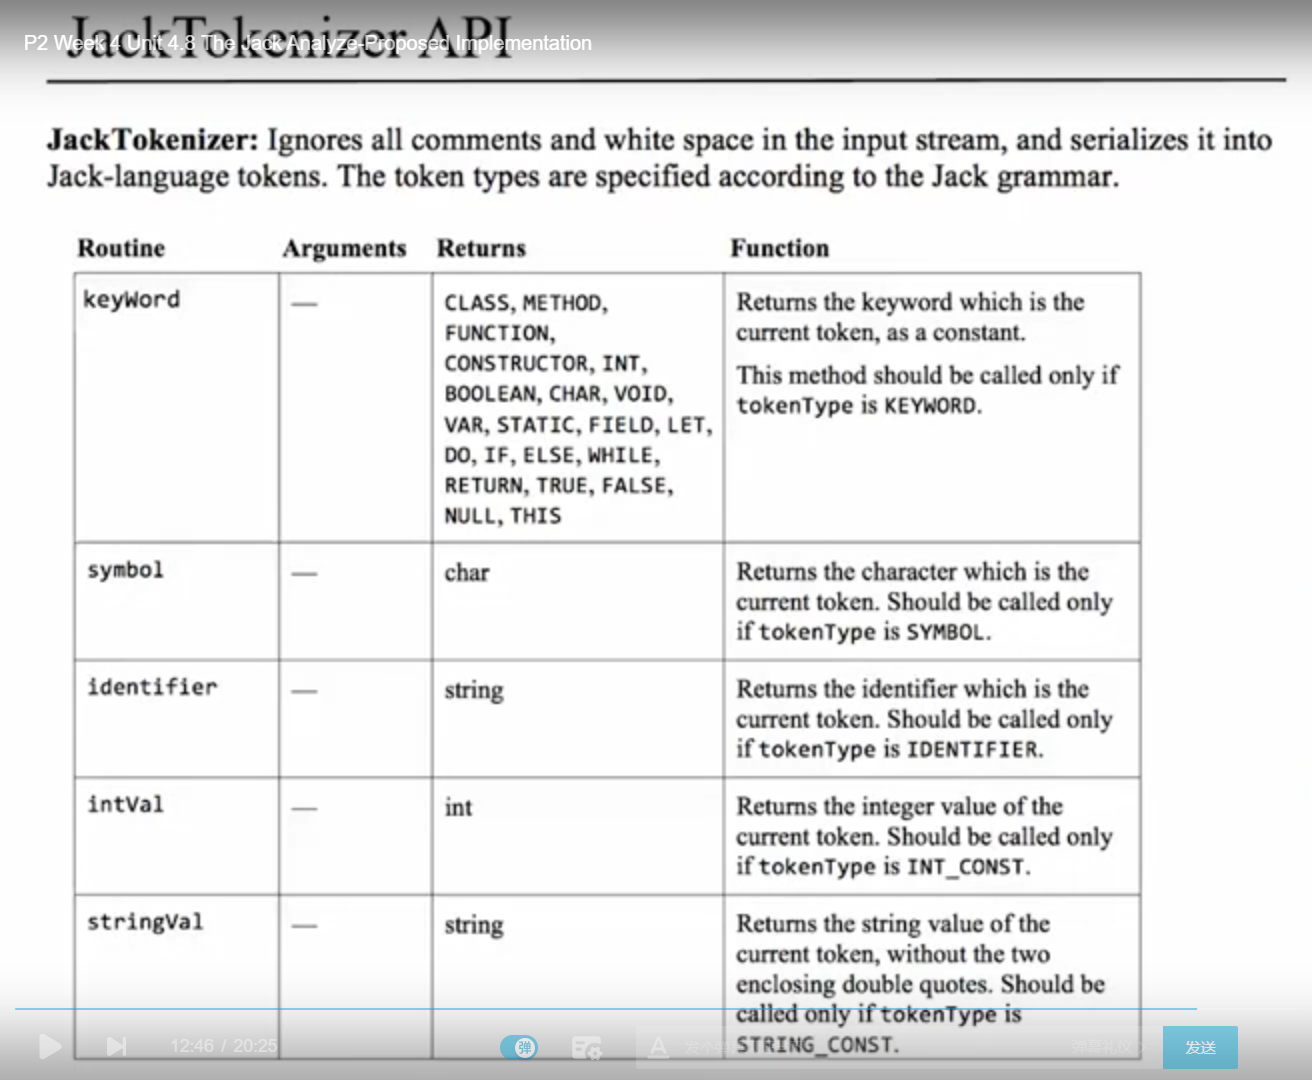 JackTokenizer API
P2 Week 4 Unit 4.8 The Jack Analyze-Proposed Implementation
JackTokenizer: Ignores all comments and white space in the input stream, and serializes it into
Jack-language tokens. The token types are specified according to the Jack grammar.
Routine Arguments Returns Function
keyWord — CLASS, METHOD, Returns the keyword which is the
FUNCTION, current token, as a constant.
CONSTRUCTOR, INT,
BOOLEAN, CHAR, VOID, This method should be called only if
VAR, STATIC, FIELD, LET, tokenType is KEYWORD.
DO, IF, ELSE, WHILE,
RETURN, TRUE, FALSE,
NULL, THIS
symbol — char Returns the character which is the
current token. Should be called only
if tokenType is SYMBOL.
identifier — string Returns the identifier which is the
current token. Should be called only
if tokenType is IDENTIFIER.
intVal — int Returns the integer value of the
current token. Should be called only
if tokenType is INT_CONST.
stringVal — string Returns the string value of the
current token, without the two
enclosing double quotes. Should be
called only if tokenType is
STRING_CONST.
12:46 / 20:25 弹 A 发个 弹幕礼仪 发送